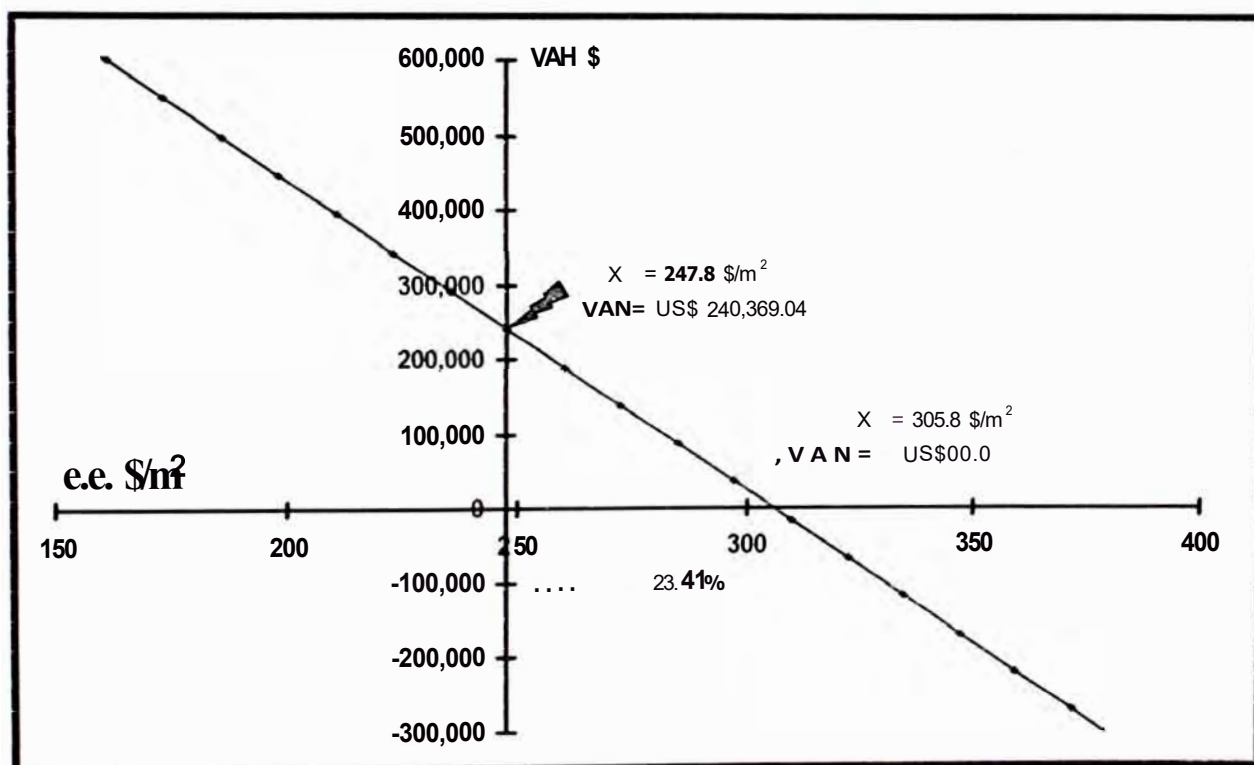 600,000 VAH $
500,000
400,000
X = 247.8 $/m²
300,000
VAN= US$ 240,369.04
200,000
X = 305.8 $/m²
100,000
, V A N = US$00.0
e.e. $/m²
0
150 200 250 300 350 400
-100,000 .... 23.41%
-200,000
-300,000